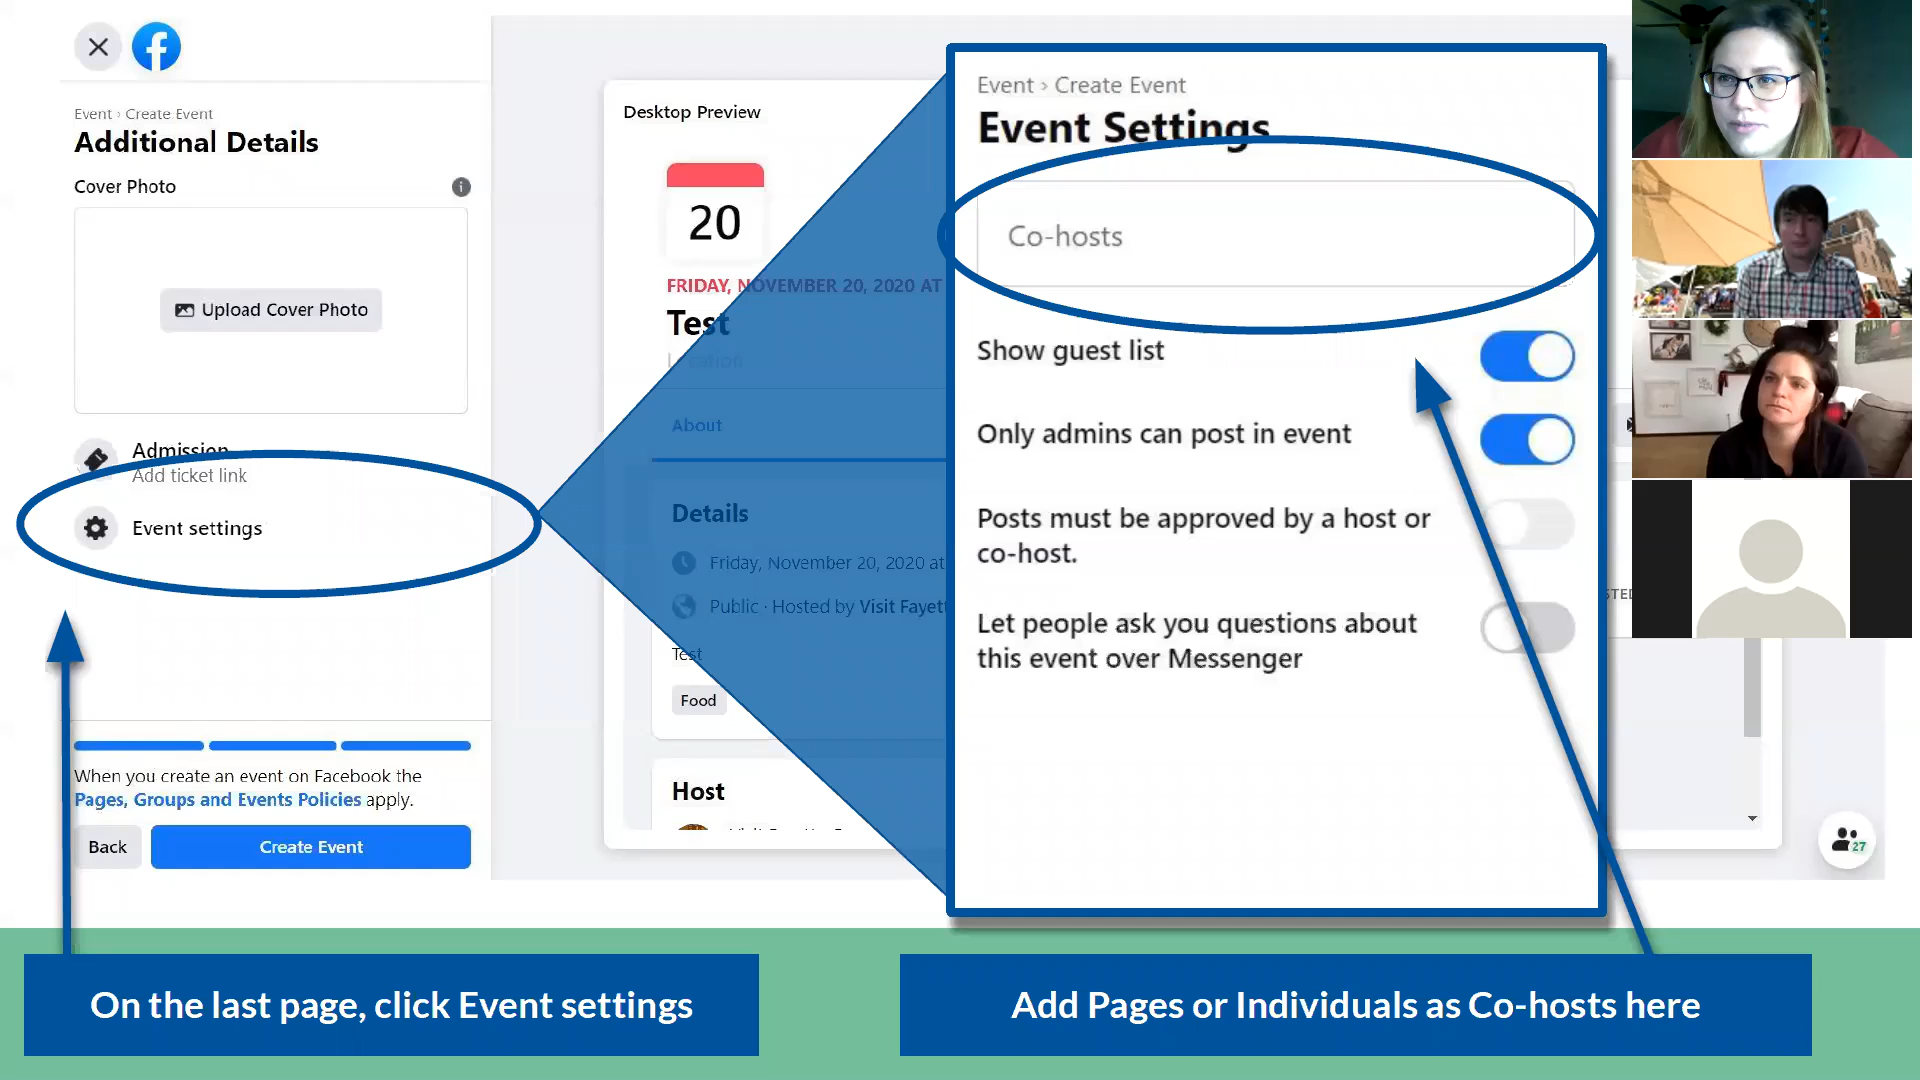 Event › Create Event
Additional Details
Cover Photo
Upload Cover Photo
Admission
Add ticket link
Event settings
When you create an event on Facebook the
Pages, Groups and Events Policies apply.
Back
Create Event
Desktop Preview
20
FRIDAY, NOVEMBER 20, 2020 AT
Test
Location
About
Details
Friday, November 20, 2020 at
Public · Hosted by Visit Fayett
Test
Food
Host
Event › Create Event
Event Settings
Co-hosts
Show guest list
Only admins can post in event
Posts must be approved by a host or
co-host.
Let people ask you questions about
this event over Messenger
27
On the last page, click Event settings
Add Pages or Individuals as Co-hosts here